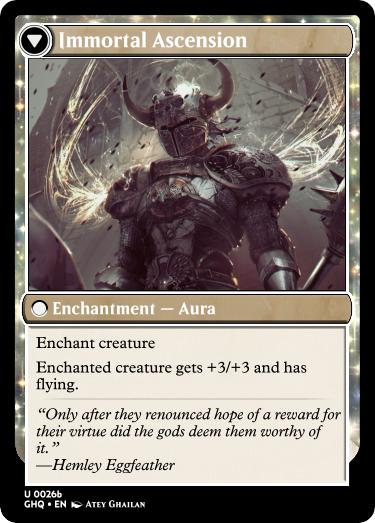 Immortal Ascension
Enchantment — Aura
Enchant creature
Enchanted creature gets +3/+3 and has
flying.
“Only after they renounced hope of a reward for
their virtue did the gods deem them worthy of
it.”
—Hemley Eggfeather
U 0026b
GHQ • EN Atey Ghailan